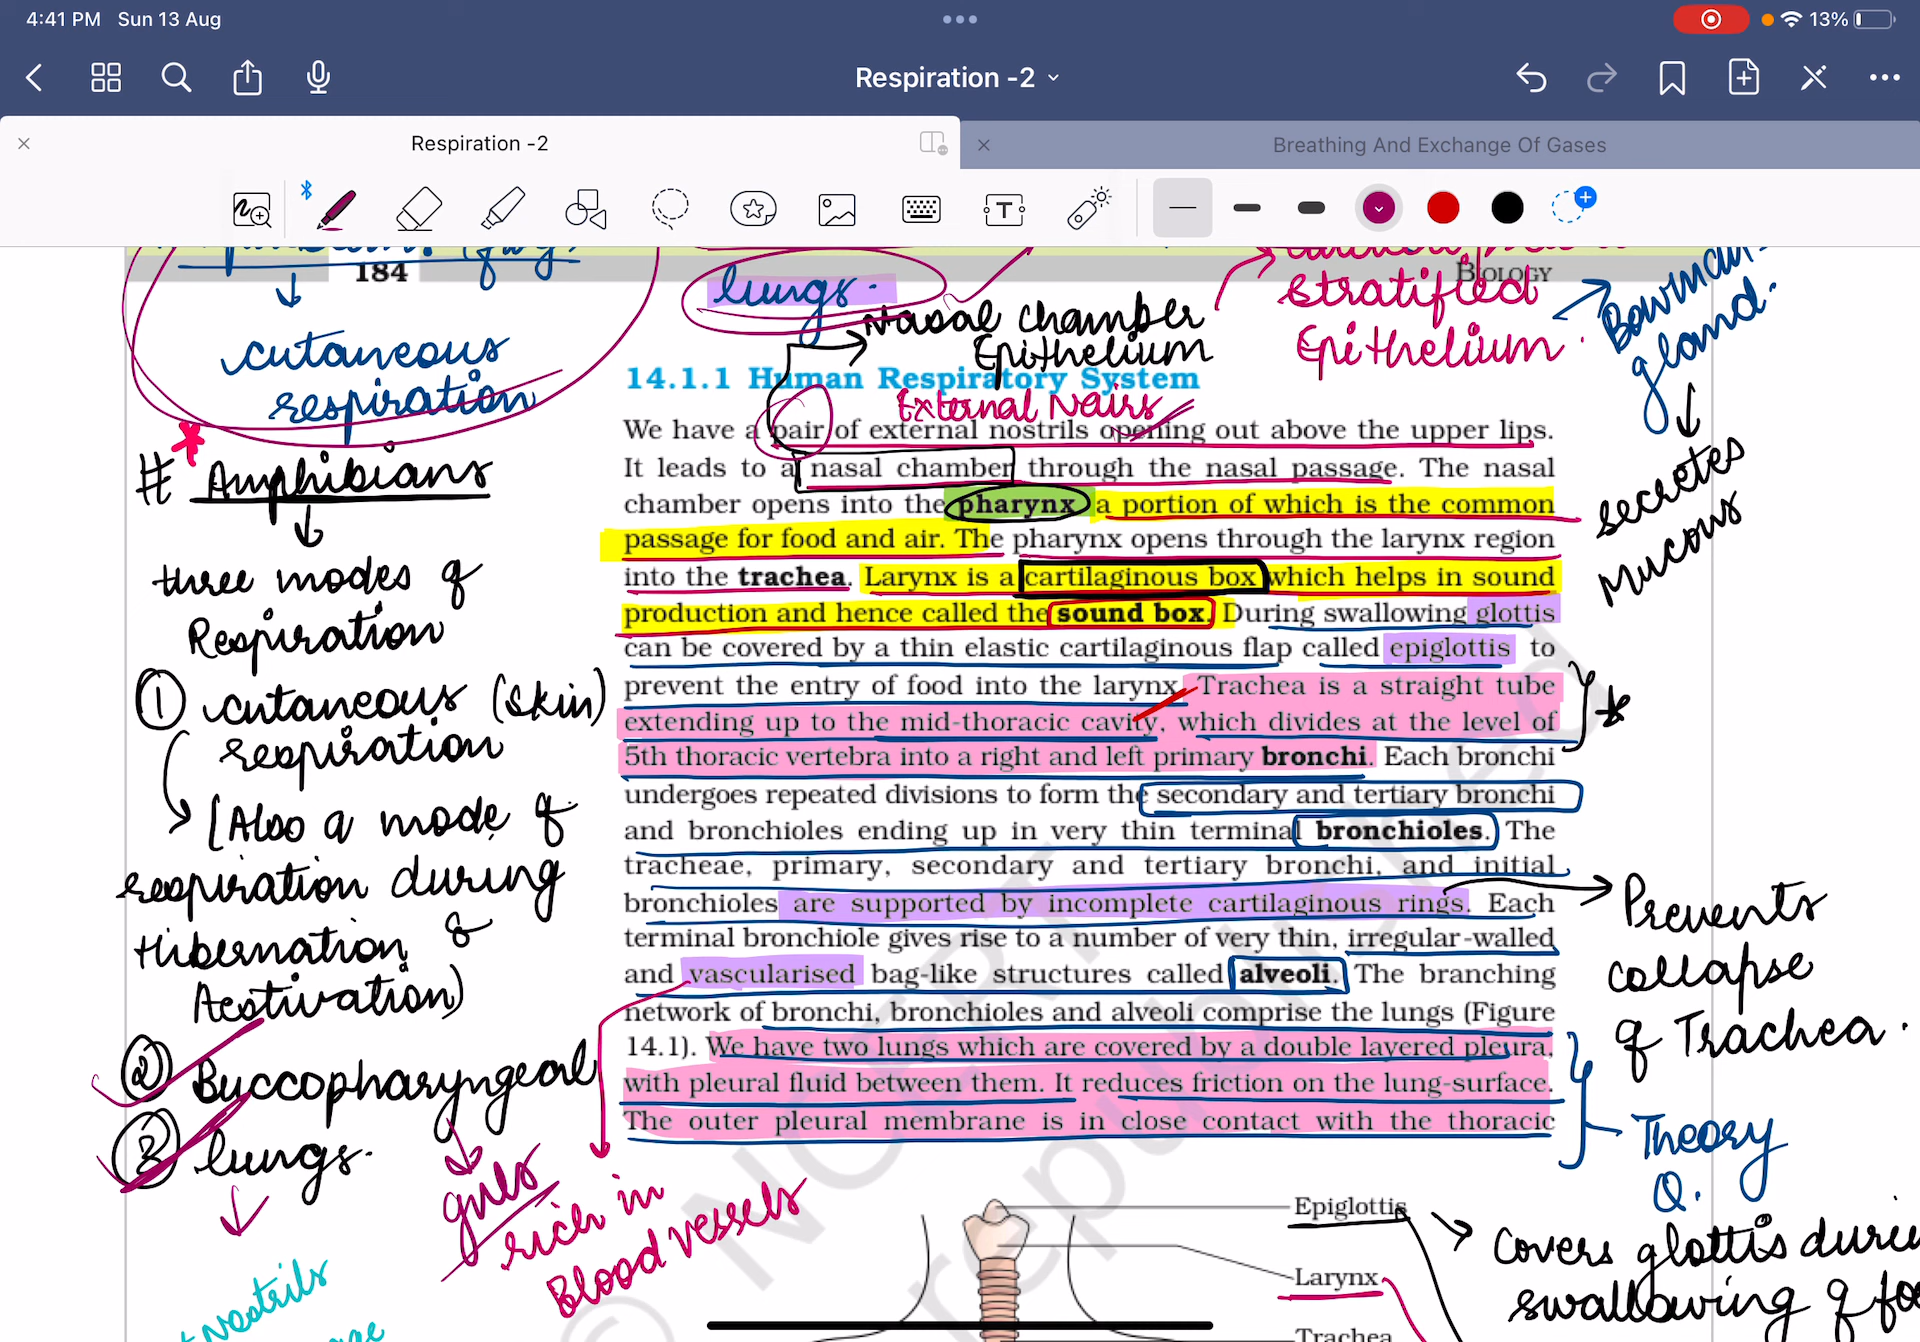 4:41 PM Sun 13 Aug
13%
Respiration -2
Respiration -2
Breathing And Exchange Of Gases
184
BIOLOGY
cutaneous
respiration
lungs.
Nasal chamber
Epithelium
Stratified
Epithelium.
Bowman's
gland.
secretes
Mucous
14.1.1 Human Respiratory System
External Nairs
We have a pair of external nostrils opening out above the upper lips.
It leads to a nasal chamber through the nasal passage. The nasal
chamber opens into the pharynx a portion of which is the common
passage for food and air. The pharynx opens through the larynx region
into the trachea. Larynx is a cartilaginous box which helps in sound
production and hence called the sound box. During swallowing glottis
can be covered by a thin elastic cartilaginous flap called epiglottis to
prevent the entry of food into the larynx. Trachea is a straight tube
extending up to the mid-thoracic cavity, which divides at the level of
5th thoracic vertebra into a right and left primary bronchi. Each bronchi
undergoes repeated divisions to form the secondary and tertiary bronchi
and bronchioles ending up in very thin terminal bronchioles. The
tracheae, primary, secondary and tertiary bronchi, and initial
bronchioles are supported by incomplete cartilaginous rings. Each
terminal bronchiole gives rise to a number of very thin, irregular-walled
and vascularised bag-like structures called alveoli. The branching
network of bronchi, bronchioles and alveoli comprise the lungs (Figure
14.1). We have two lungs which are covered by a double layered pleura,
with pleural fluid between them. It reduces friction on the lung-surface.
The outer pleural membrane is in close contact with the thoracic
# Amphibians
three modes of
Respiration
① cutaneous (skin)
respiration
[Also a mode of
respiration during
Hibernation &
Aestivation)
② Buccopharyngeal
③ lungs.
gills
rich in
Blood vessels
Nostrils
Prevents
collapse
of Trachea.
Theory
Q.
Epiglottis
Covers glottis
swallowing of
Larynx
Trachea
© NCERT
republished